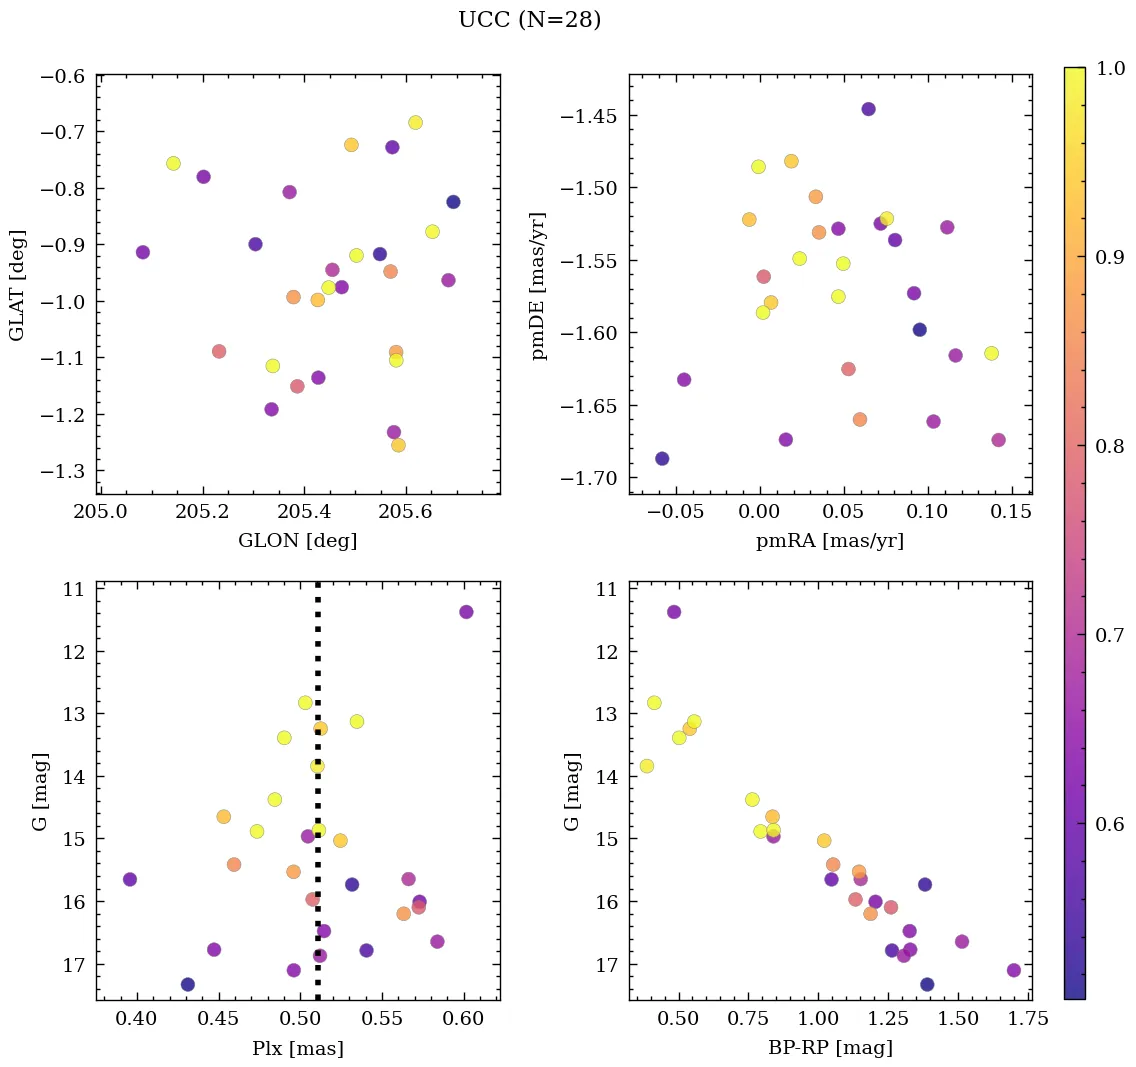 UCC (N=28)
−0.6
−0.7
−0.8
−0.9
−1.0
−1.1
−1.2
−1.3
GLAT [deg]
205.0 205.2 205.4 205.6
GLON [deg]
−1.45
−1.50
−1.55
−1.60
−1.65
−1.70
pmDE [mas/yr]
−0.05 0.00 0.05 0.10 0.15
pmRA [mas/yr]
11
12
13
14
15
16
17
G [mag]
0.40 0.45 0.50 0.55 0.60
Plx [mas]
11
12
13
14
15
16
17
G [mag]
0.50 0.75 1.00 1.25 1.50 1.75
BP-RP [mag]
1.0
0.9
0.8
0.7
0.6